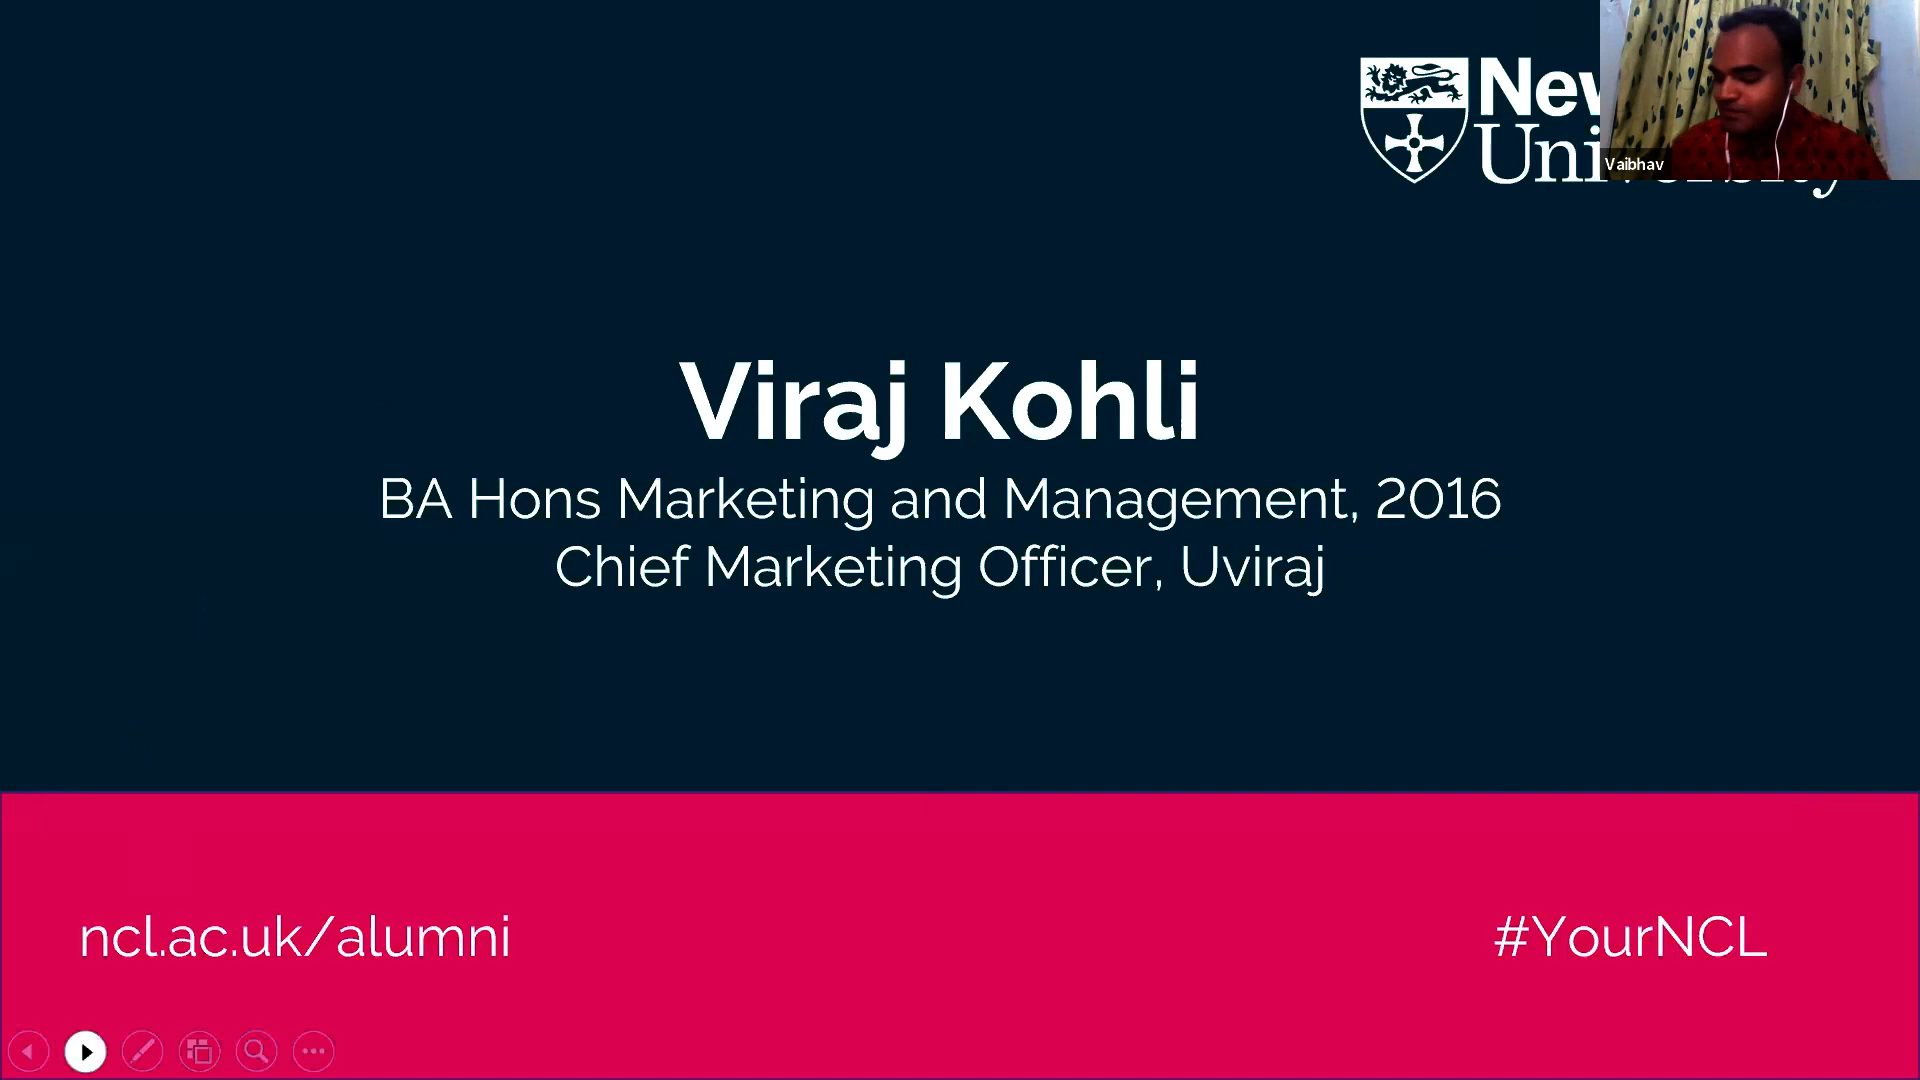 Vaibhav
Viraj Kohli
BA Hons Marketing and Management, 2016
Chief Marketing Officer, Uviraj
ncl.ac.uk/alumni
#YourNCL